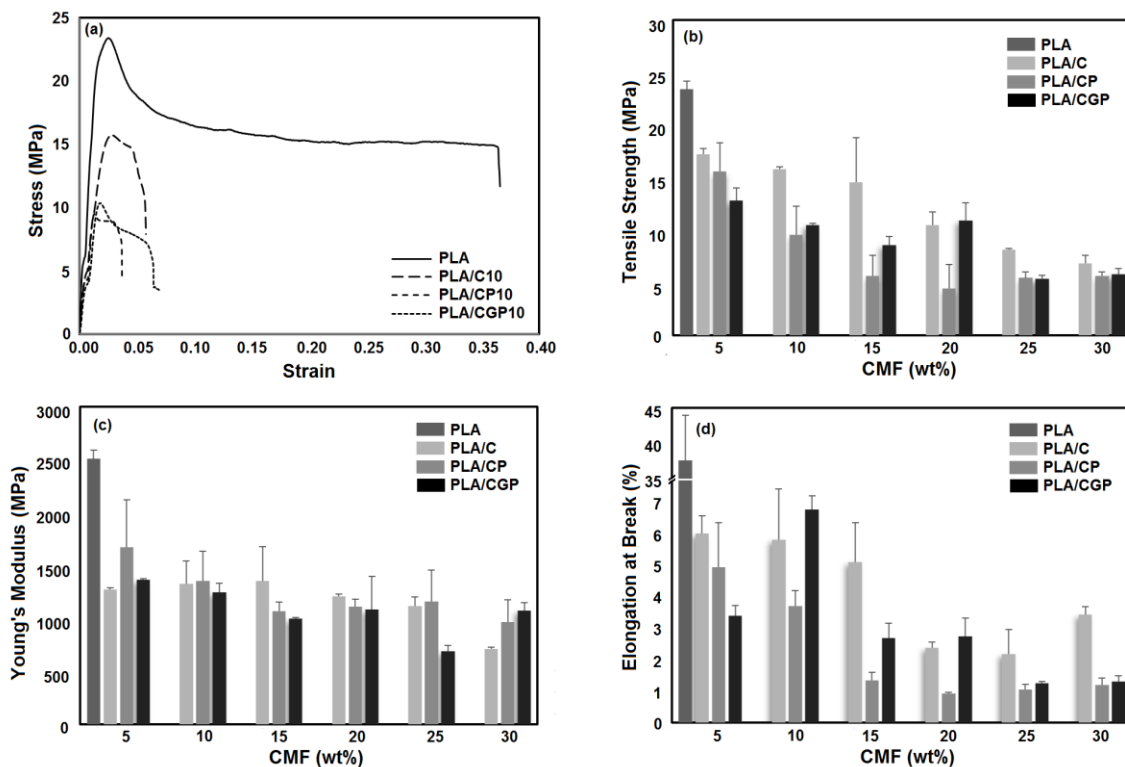 (a)
Stress (MPa)
25
20
15
10
5
0
PLA
PLA/C10
PLA/CP10
PLA/CGP10
0.00 0.05 0.10 0.15 0.20 0.25 0.30 0.35 0.40
Strain
(b)
Tensile Strength (MPa)
30
25
20
15
10
5
0
PLA
PLA/C
PLA/CP
PLA/CGP
5 10 15 20 25 30
CMF (wt%)
(c)
Young's Modulus (MPa)
3000
2500
2000
1500
1000
500
0
PLA
PLA/C
PLA/CP
PLA/CGP
5 10 15 20 25 30
CMF (wt%)
(d)
Elongation at Break (%)
45
40
35
7
6
5
4
3
2
1
0
PLA
PLA/C
PLA/CP
PLA/CGP
5 10 15 20 25 30
CMF (wt%)